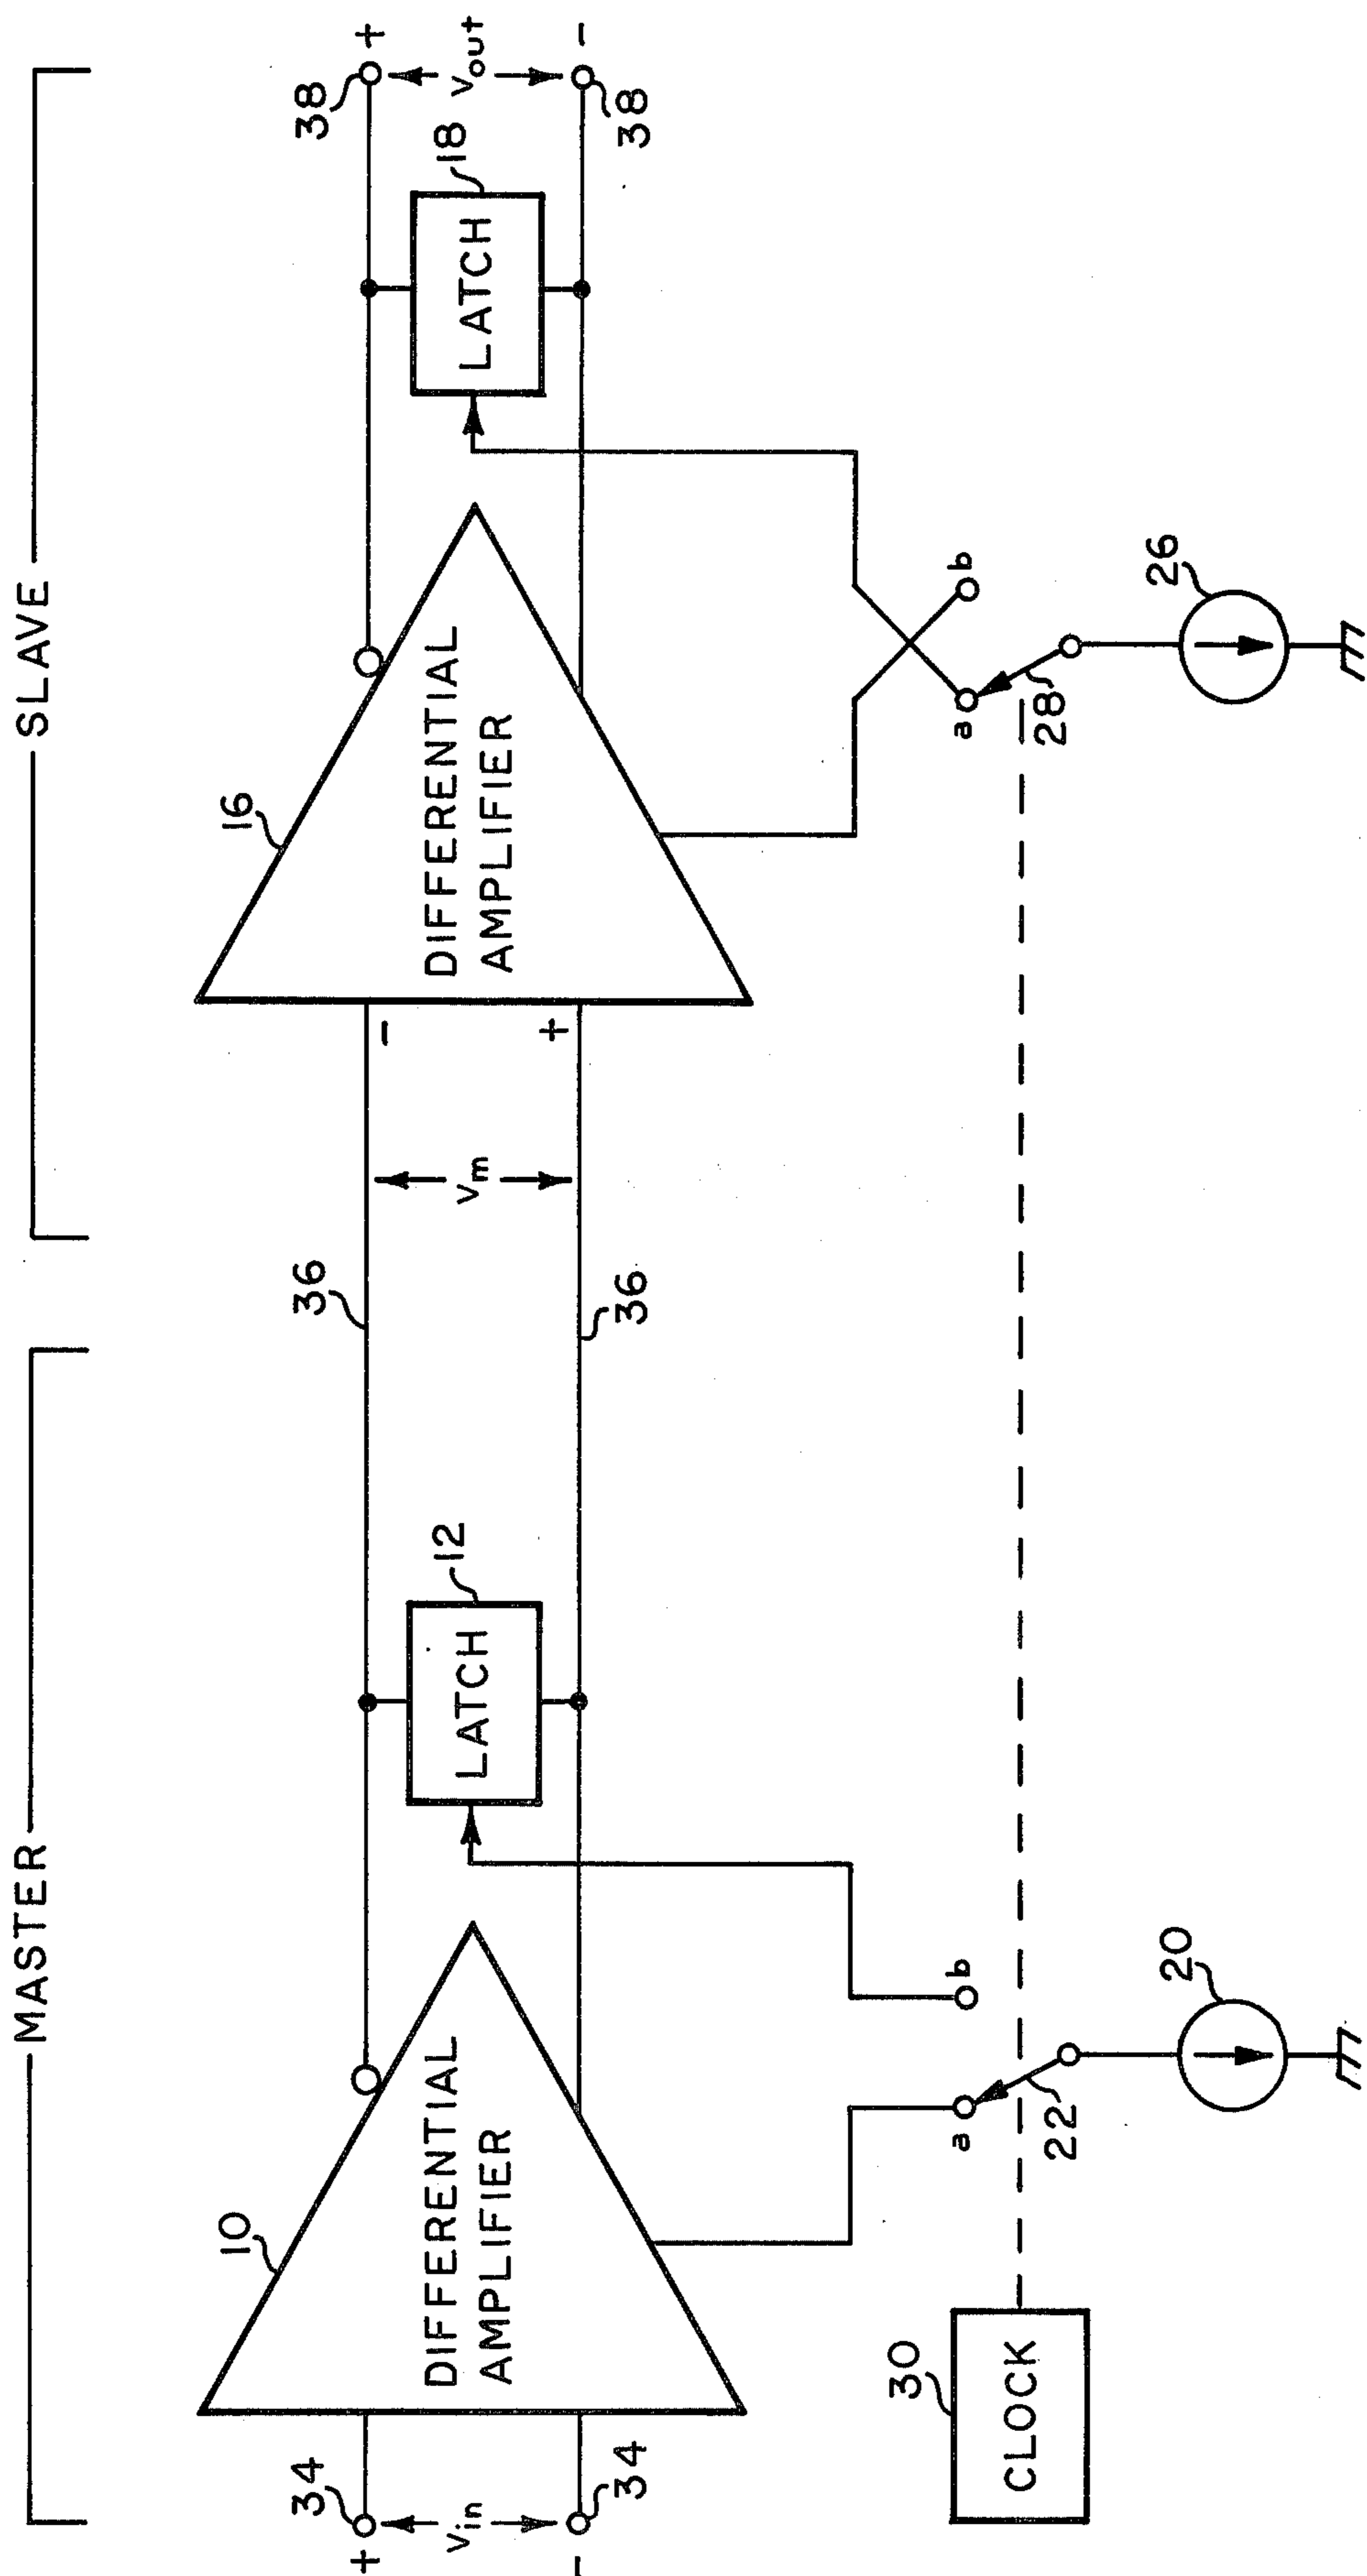 MASTER
SLAVE
10
16
34
+
36
-
38
+
DIFFERENTIAL
AMPLIFIER
LATCH
12
DIFFERENTIAL
AMPLIFIER
LATCH
18
Vin
Vm
Vout
-
34
36
+
-
38
a
b
a
b
30
CLOCK
22
28
20
26